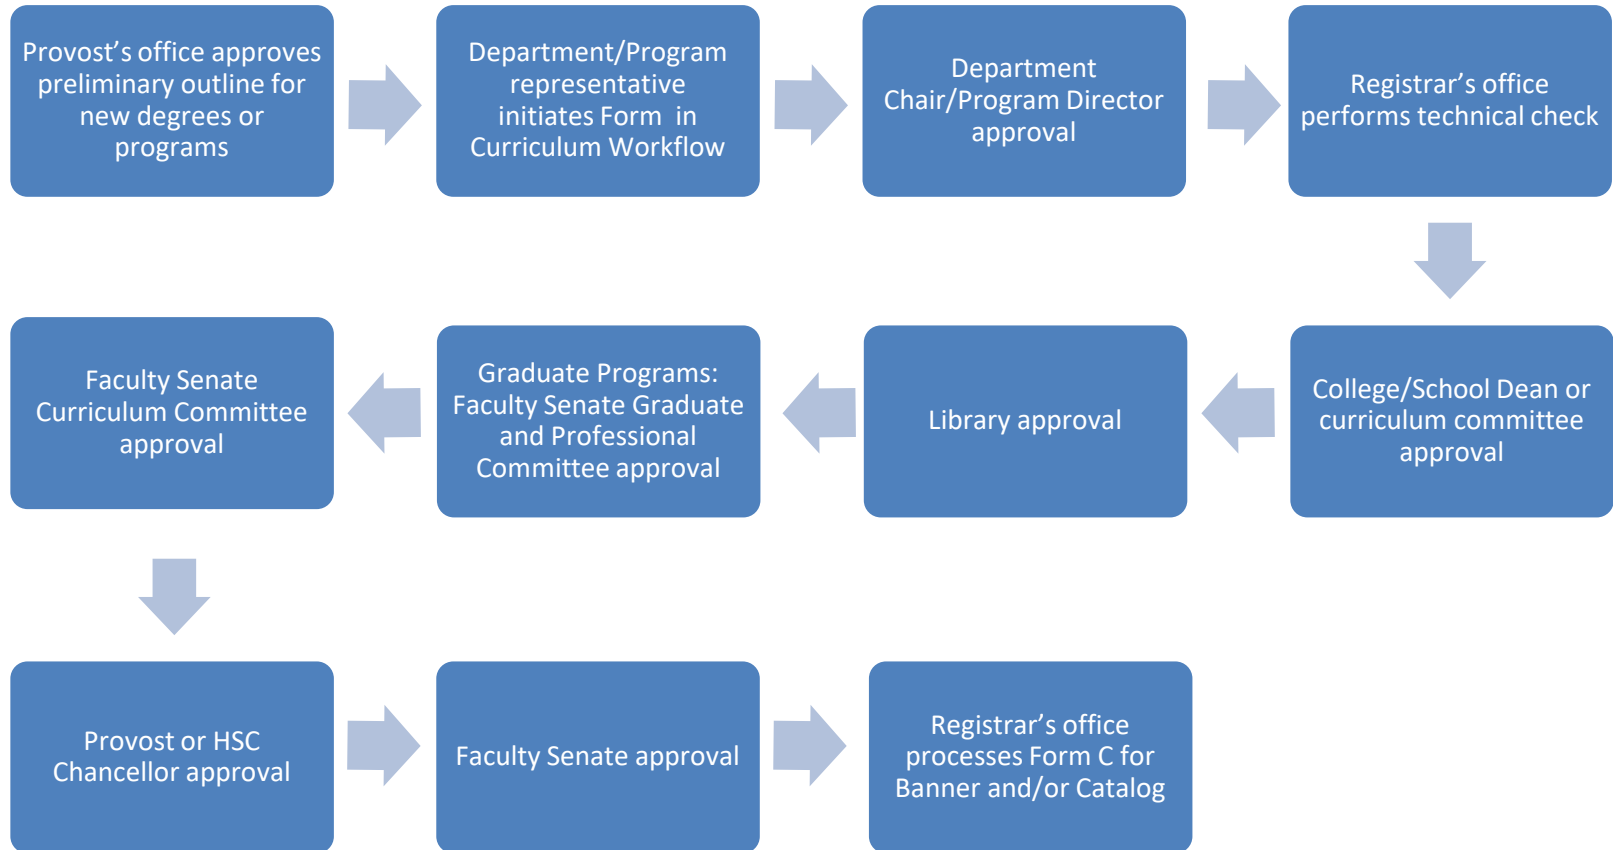 Provost’s office approves
preliminary outline for
new degrees or
programs
Department/Program
representative
initiates Form  in
Curriculum Workflow
Department
Chair/Program Director
approval
Registrar’s office
performs technical check
College/School Dean or
curriculum committee
approval
Library approval
Graduate Programs:
Faculty Senate Graduate
and Professional
Committee approval
Faculty Senate
Curriculum Committee
approval
Provost or HSC
Chancellor approval
Faculty Senate approval
Registrar’s office
processes Form C for
Banner and/or Catalog